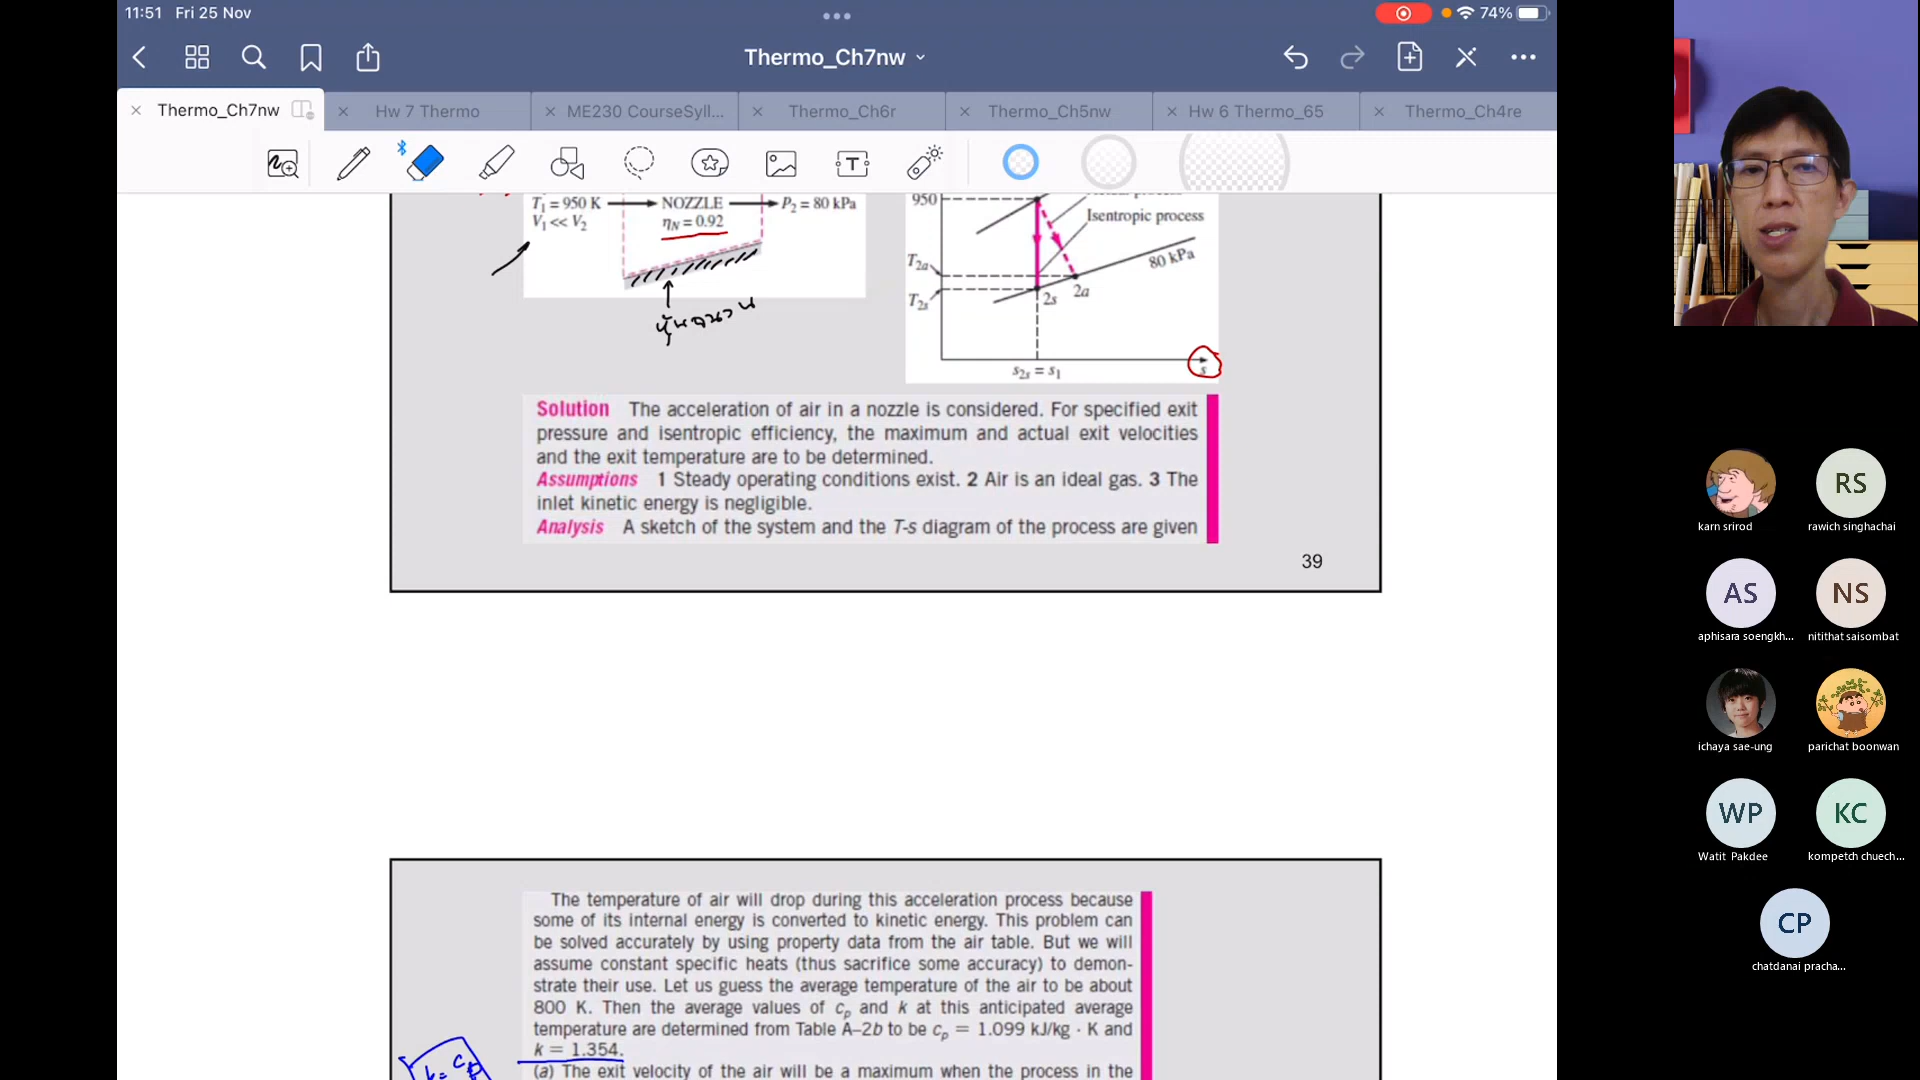 11:51 Fri 25 Nov
74%
Thermo_Ch7nw
Thermo_Ch7nw
Hw 7 Thermo
ME230 CourseSyll...
Thermo_Ch6r
Thermo_Ch5nw
Hw 6 Thermo_65
Thermo_Ch4re
T₁ = 950 K
NOZZLE
P₂ = 80 kPa
V₁ << V₂
ηN = 0.92
950
Isentropic process
80 kPa
T2a
T2s
2s
2a
s2s = s₁
s
Solution The acceleration of air in a nozzle is considered. For specified exit
pressure and isentropic efficiency, the maximum and actual exit velocities
and the exit temperature are to be determined.
Assumptions 1 Steady operating conditions exist. 2 Air is an ideal gas. 3 The
inlet kinetic energy is negligible.
Analysis A sketch of the system and the T-s diagram of the process are given
39
The temperature of air will drop during this acceleration process because
some of its internal energy is converted to kinetic energy. This problem can
be solved accurately by using property data from the air table. But we will
assume constant specific heats (thus sacrifice some accuracy) to demon-
strate their use. Let us guess the average temperature of the air to be about
800 K. Then the average values of cp and k at this anticipated average
temperature are determined from Table A–2b to be cp = 1.099 kJ/kg · K and
k = 1.354.
(a) The exit velocity of the air will be a maximum when the process in the
RS
karn srirod
rawich singhachai
AS
NS
aphisara soengkh...
nitithat saisombat
ichaya sae-ung
parichat boonwan
WP
KC
Watit Pakdee
kompetch chuech...
CP
chatdanai pracha...